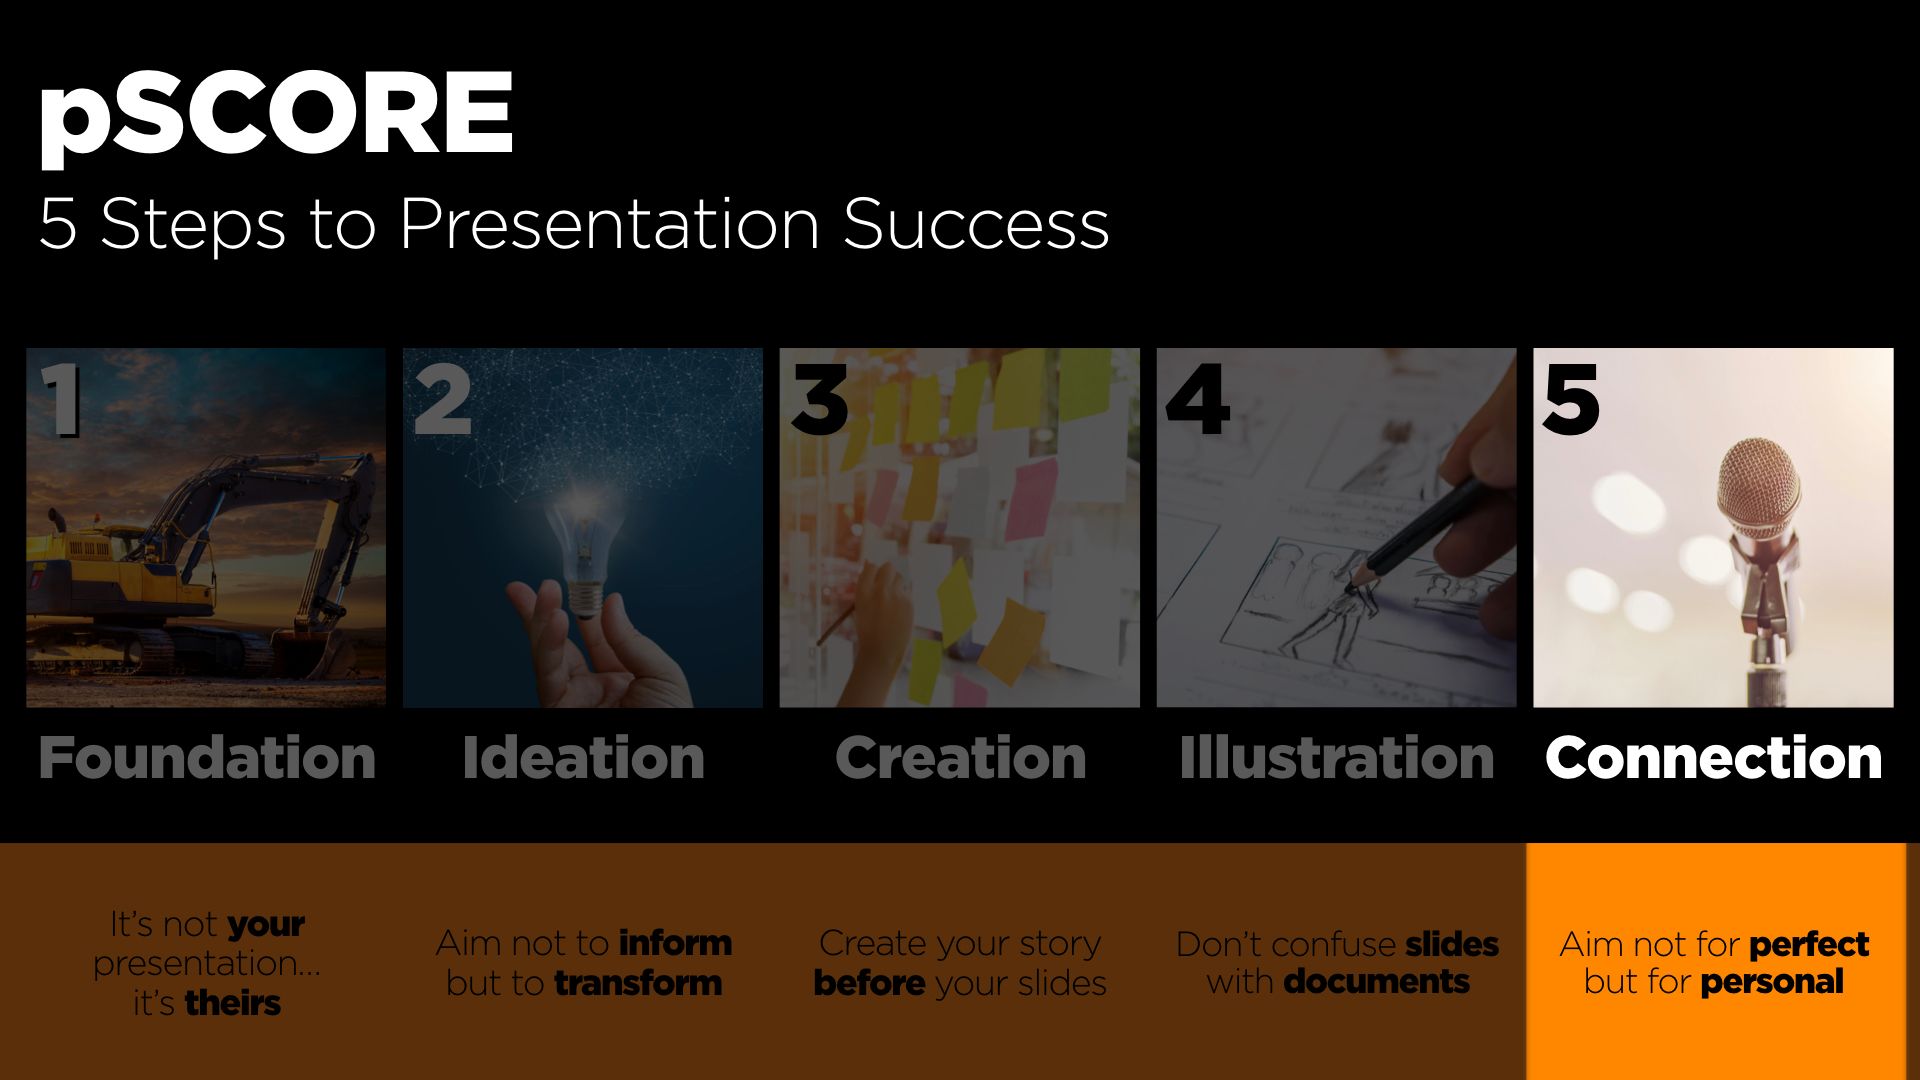 pSCORE
5 Steps to Presentation Success
1
2
3
4
5
Foundation
Ideation
Creation
Illustration
Connection
It's not your
presentation...
it's theirs
Aim not to inform
but to transform
Create your story
before your slides
Don't confuse slides
with documents
Aim not for perfect
but for personal